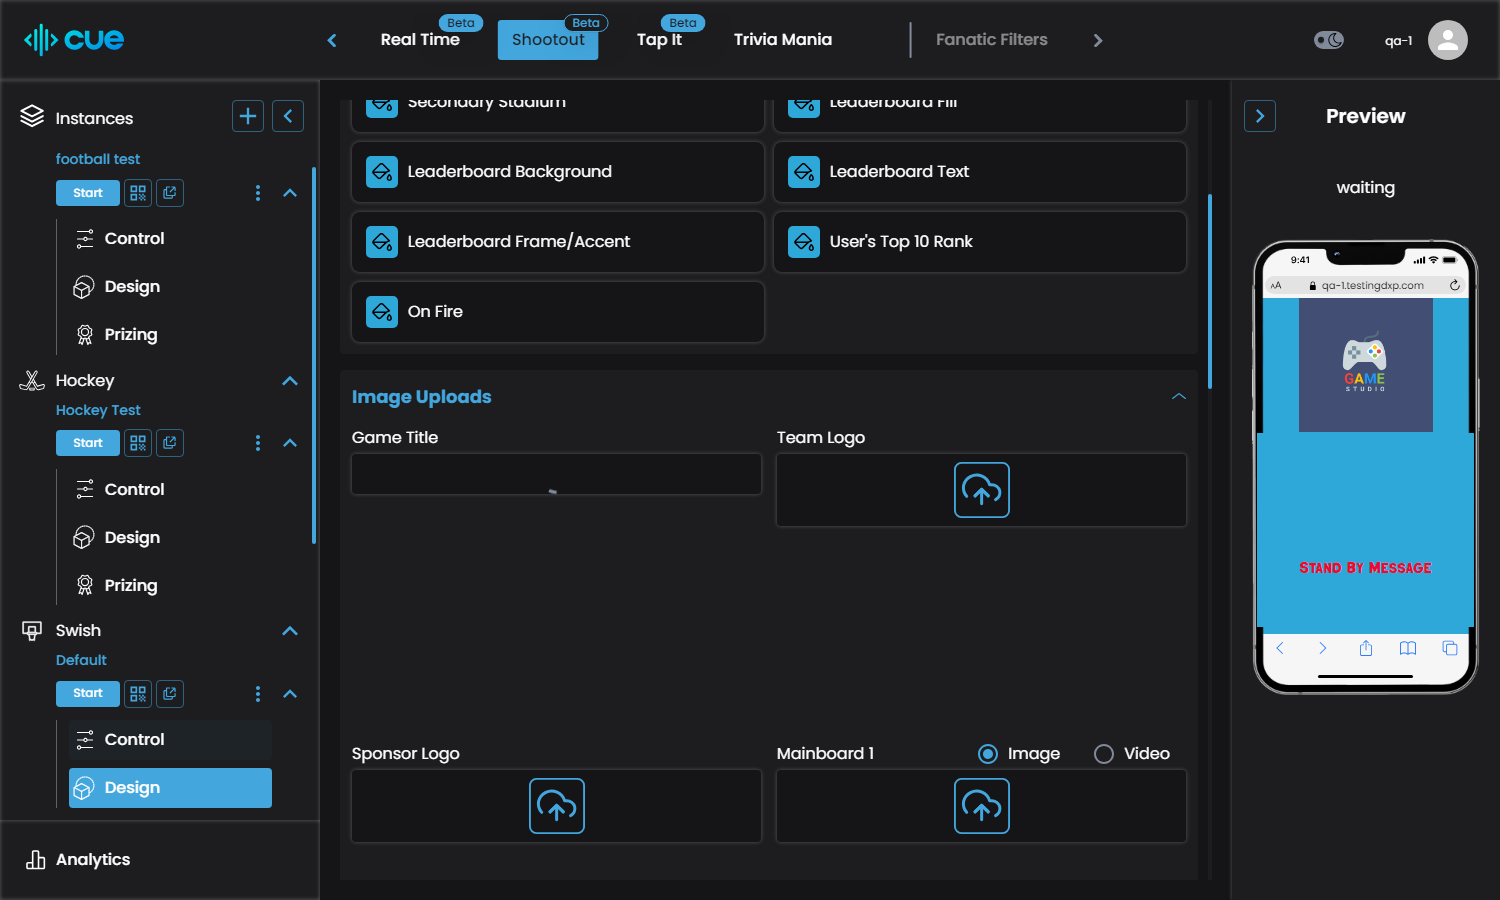 cue
Real Time
Beta
Shootout
Beta
Tap It
Beta
Trivia Mania
Fanatic Filters
qa-1
Instances
football test
Start
Control
Design
Prizing
Hockey
Hockey Test
Start
Control
Design
Prizing
Swish
Default
Start
Control
Design
Analytics
Secondary Stadium
Leaderboard Fill
Leaderboard Background
Leaderboard Text
Leaderboard Frame/Accent
User's Top 10 Rank
On Fire
Image Uploads
Game Title
Team Logo
Sponsor Logo
Mainboard 1
Image
Video
Preview
waiting
9:41
AA
qa-1.testingdxp.com
GAME
STUDIO
Stand By Message